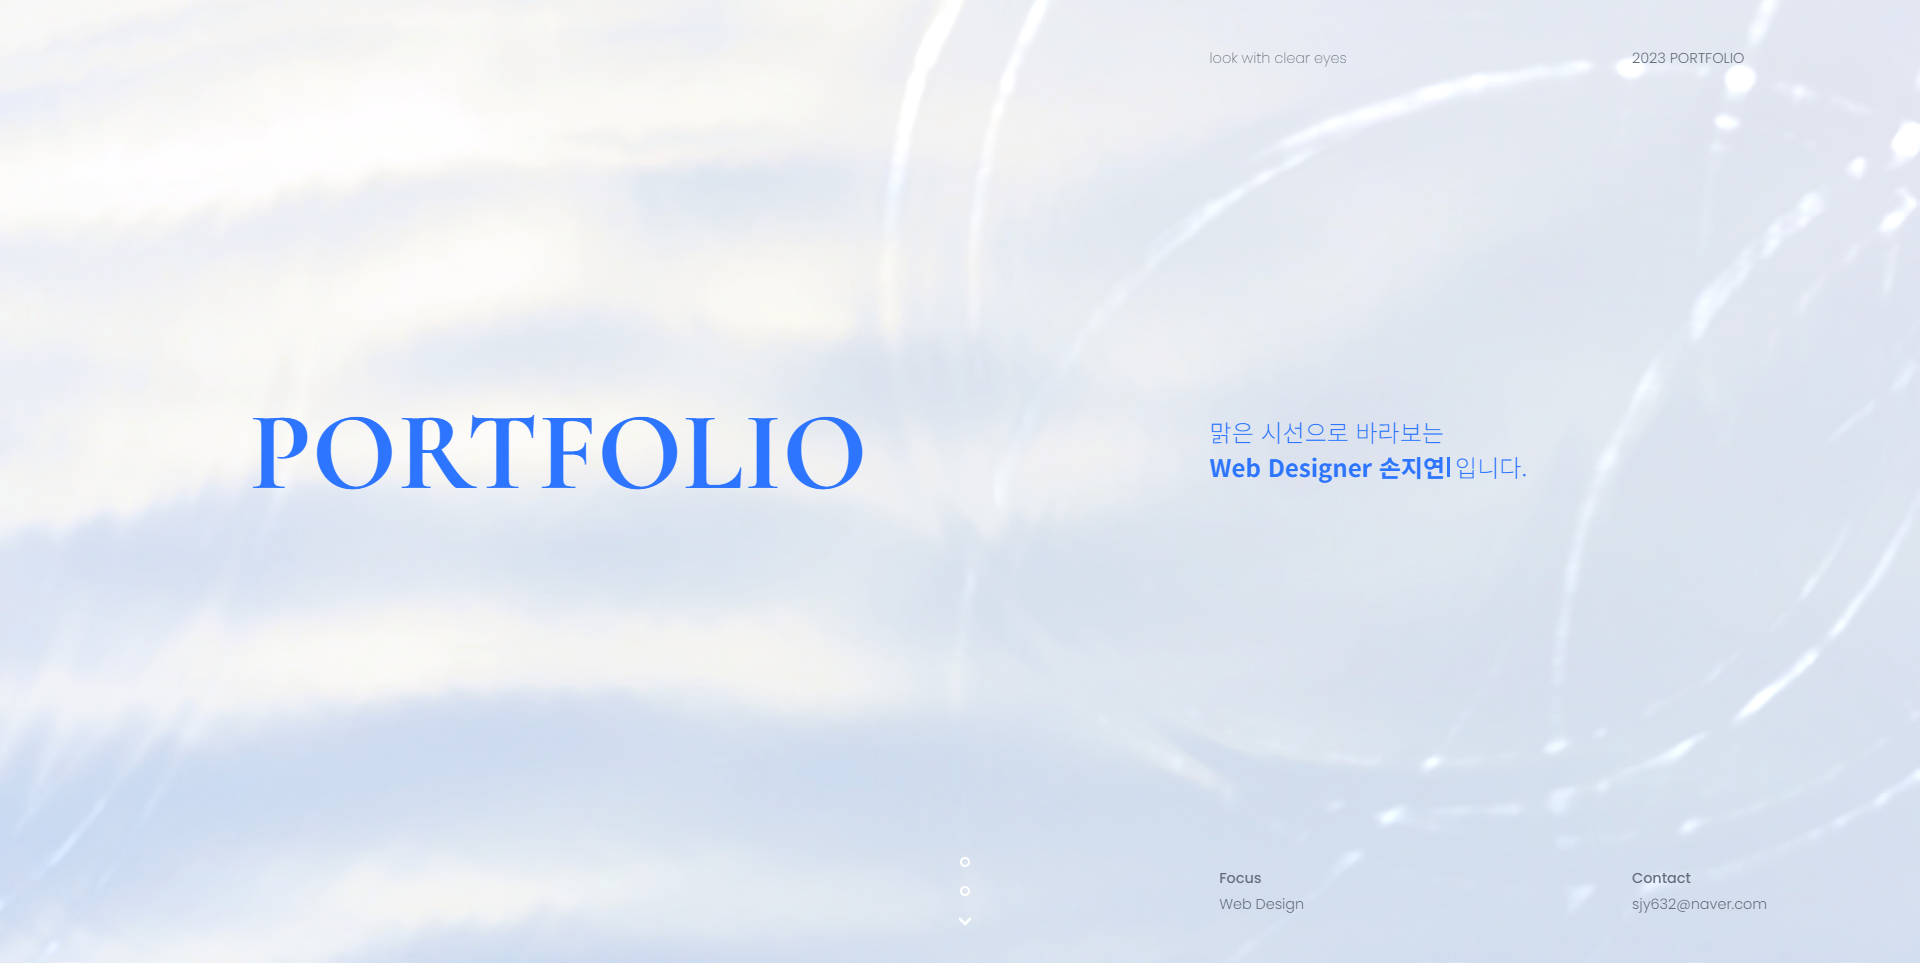 look with clear eyes
2023 PORTFOLIO
PORTFOLIO
맑은 시선으로 바라보는
Web Designer 손지연입니다.
Focus
Web Design
Contact
sjy632@naver.com